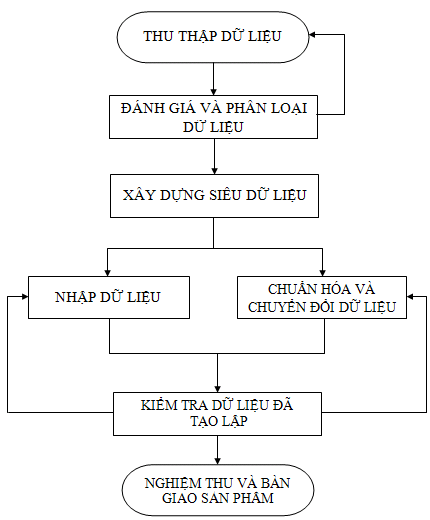 THU THẬP DỮ LIỆU
ĐÁNH GIÁ VÀ PHÂN LOẠI
DỮ LIỆU
XÂY DỰNG SIÊU DỮ LIỆU
NHẬP DỮ LIỆU
CHUẨN HÓA VÀ
CHUYỂN ĐỔI DỮ LIỆU
KIỂM TRA DỮ LIỆU ĐÃ
TẠO LẬP
NGHIỆM THU VÀ BÀN
GIAO SẢN PHẨM